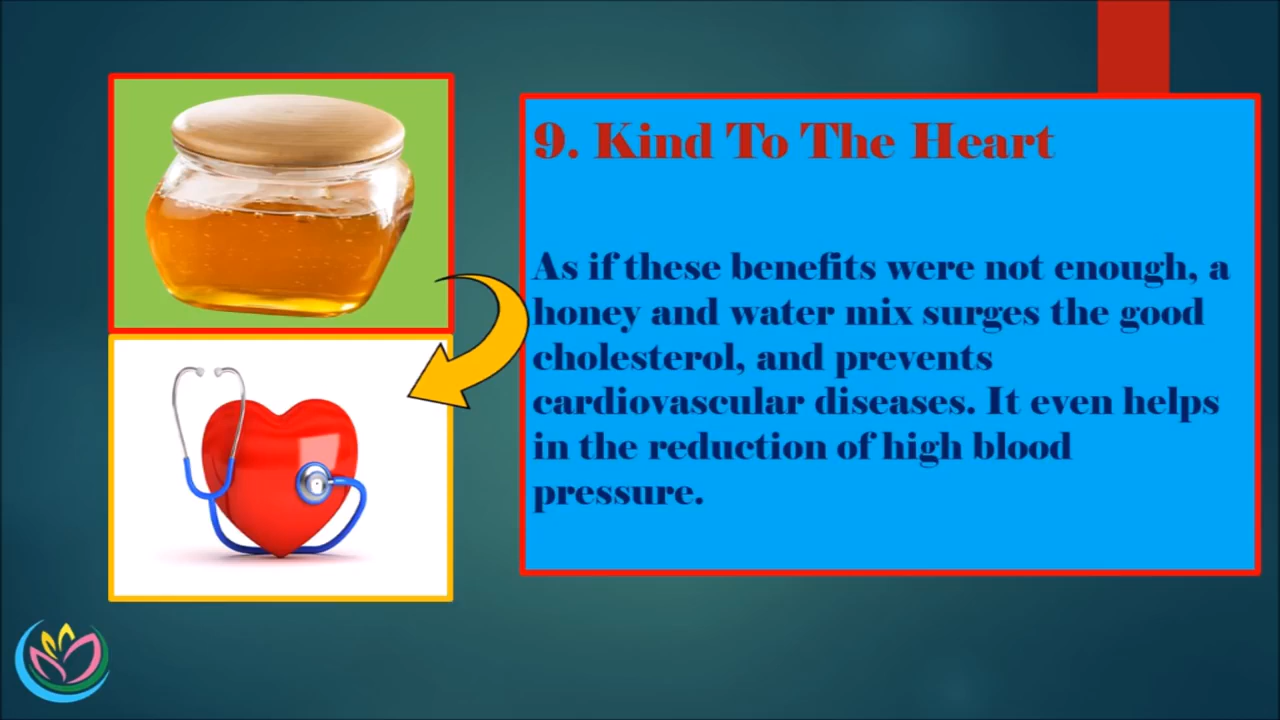 9. Kind To The Heart
As if these benefits were not enough, a
honey and water mix surges the good
cholesterol, and prevents
cardiovascular diseases. It even helps
in the reduction of high blood
pressure.